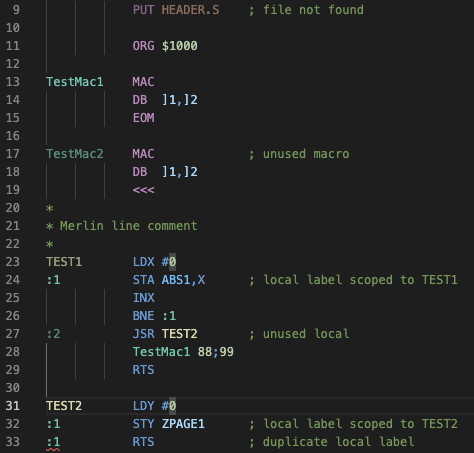 9 PUT HEADER.S ; file not found
10
11 ORG $1000
12
13 TestMac1 MAC
14 DB ]1,]2
15 EOM
16
17 TestMac2 MAC ; unused macro
18 DB ]1,]2
19 <<<
20 *
21 * Merlin line comment
22 *
23 TEST1 LDX #0
24 :1 STA ABS1,X ; local label scoped to TEST1
25 INX
26 BNE :1
27 :2 JSR TEST2 ; unused local
28 TestMac1 88;99
29 RTS
30
31 TEST2 LDY #0
32 :1 STY ZPAGE1 ; local label scoped to TEST2
33 :1 RTS ; duplicate local label